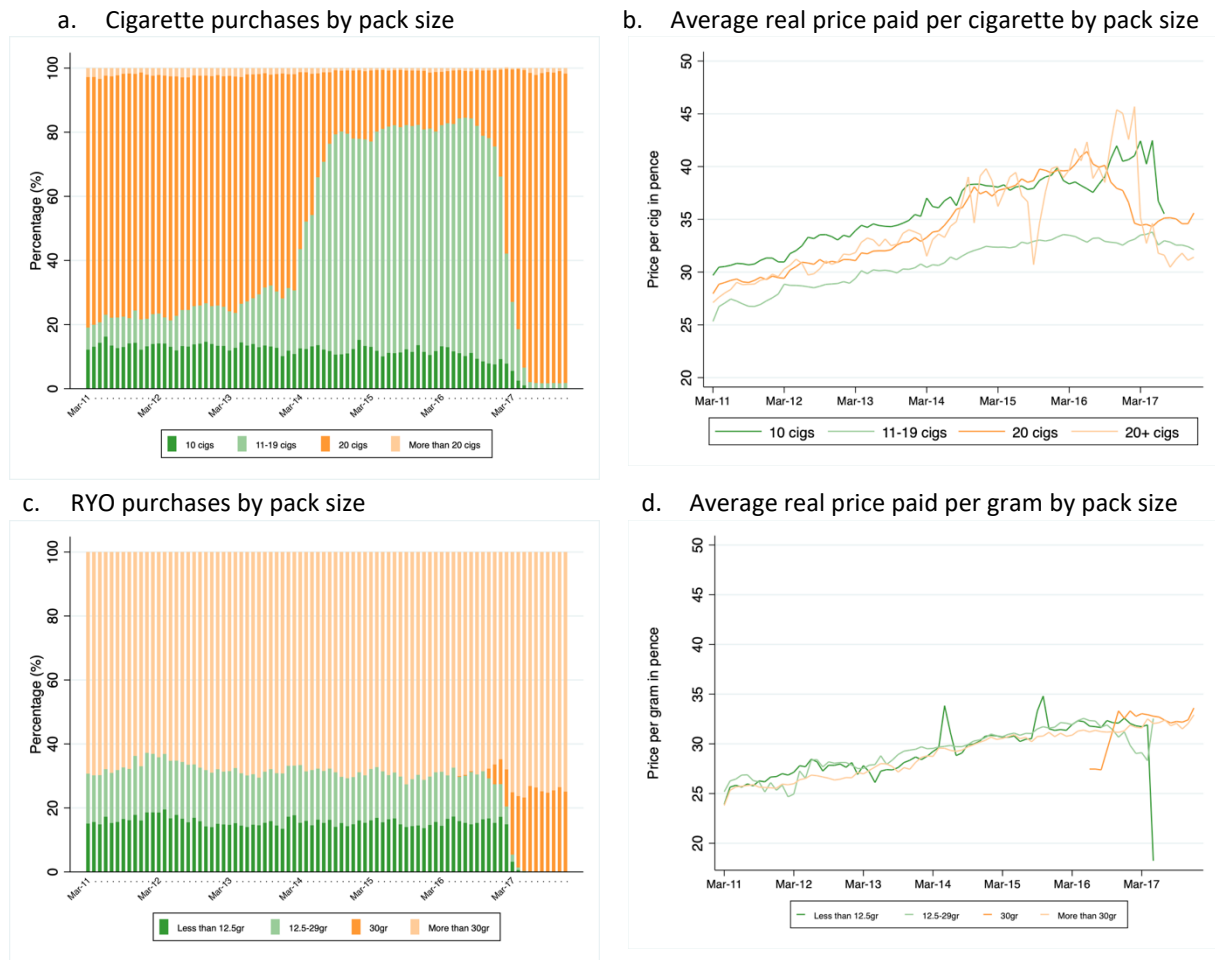 a. Cigarette purchases by pack size
b. Average real price paid per cigarette by pack size
Percentage (%)
100
80
60
40
20
0
Mar-11
Mar-12
Mar-13
Mar-14
Mar-15
Mar-16
Mar-17
10 cigs
11-19 cigs
20 cigs
More than 20 cigs
Price per cig in pence
50
45
40
35
30
25
20
Mar-11
Mar-12
Mar-13
Mar-14
Mar-15
Mar-16
Mar-17
10 cigs
11-19 cigs
20 cigs
20+ cigs
c. RYO purchases by pack size
d. Average real price paid per gram by pack size
Percentage (%)
100
80
60
40
20
0
Mar-11
Mar-12
Mar-13
Mar-14
Mar-15
Mar-16
Mar-17
Less than 12.5gr
12.5-29gr
30gr
More than 30gr
Price per gram in pence
50
45
40
35
30
25
20
Mar-11
Mar-12
Mar-13
Mar-14
Mar-15
Mar-16
Mar-17
Less than 12.5gr
12.5-29gr
30gr
More than 30gr